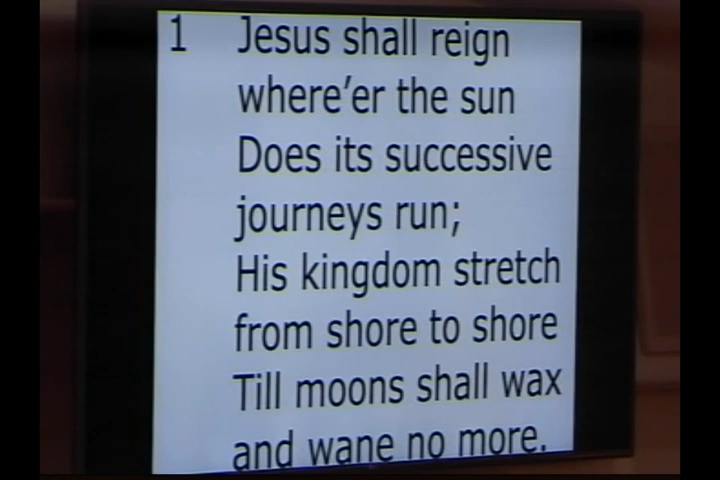 1 Jesus shall reign
where'er the sun
Does its successive
journeys run;
His kingdom stretch
from shore to shore
Till moons shall wax
and wane no more.